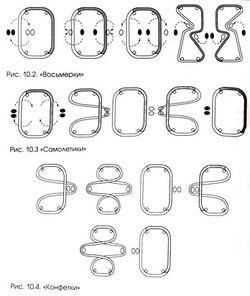 Рис. 10.2. «Восьмерки»
Рис. 10.3 «Самолетики»
Рис. 10.4. «Конфетки»